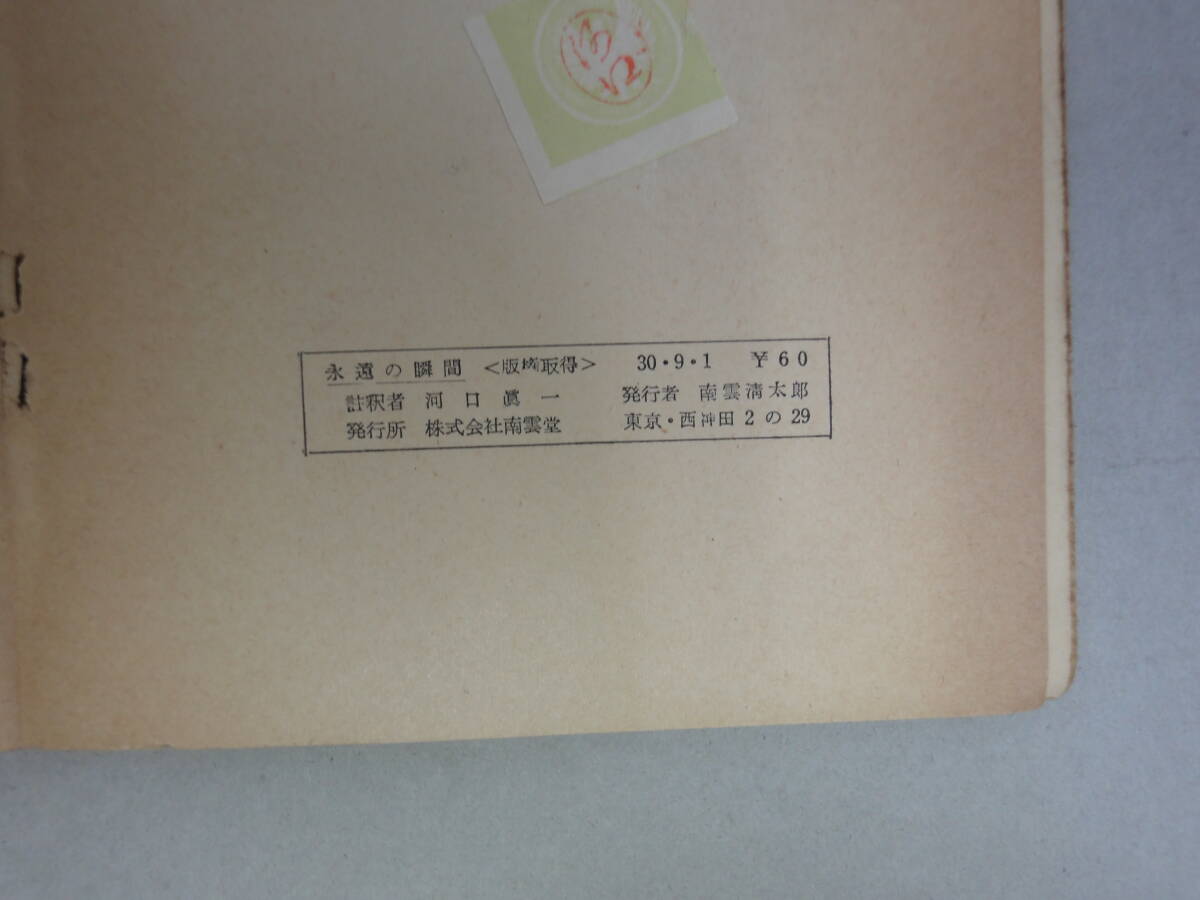 永遠の瞬間 <版権取得> 30・9・1 ¥60
註釈者 河口眞一 発行者 南雲清太郎
発行所 株式会社南雲堂 東京・西神田2の29